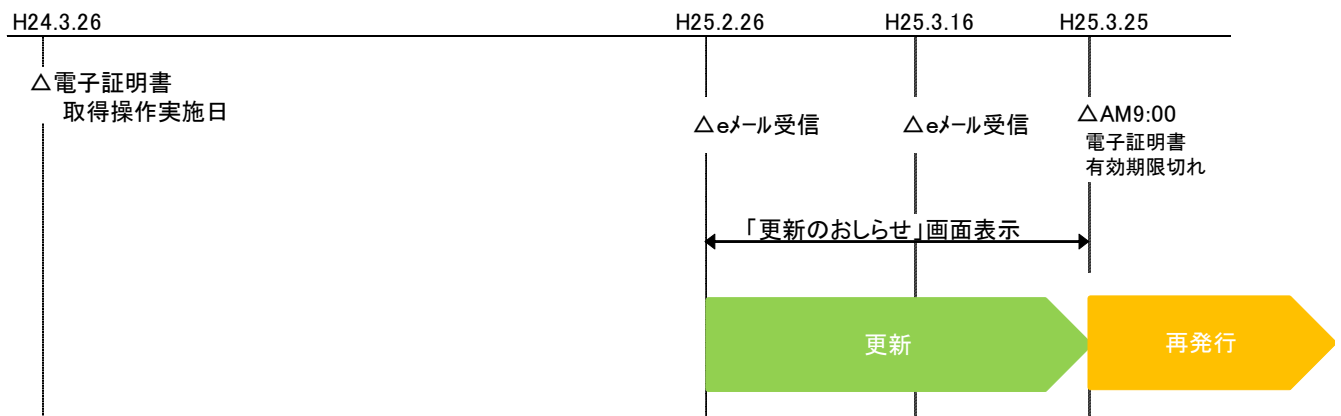 H24.3.26
H25.2.26
H25.3.16
H25.3.25
△電子証明書
取得操作実施日
△eﾒｰﾙ受信
△eﾒｰﾙ受信
△AM9:00
電子証明書
有効期限切れ
「更新のおしらせ」画面表示
更新
再発行